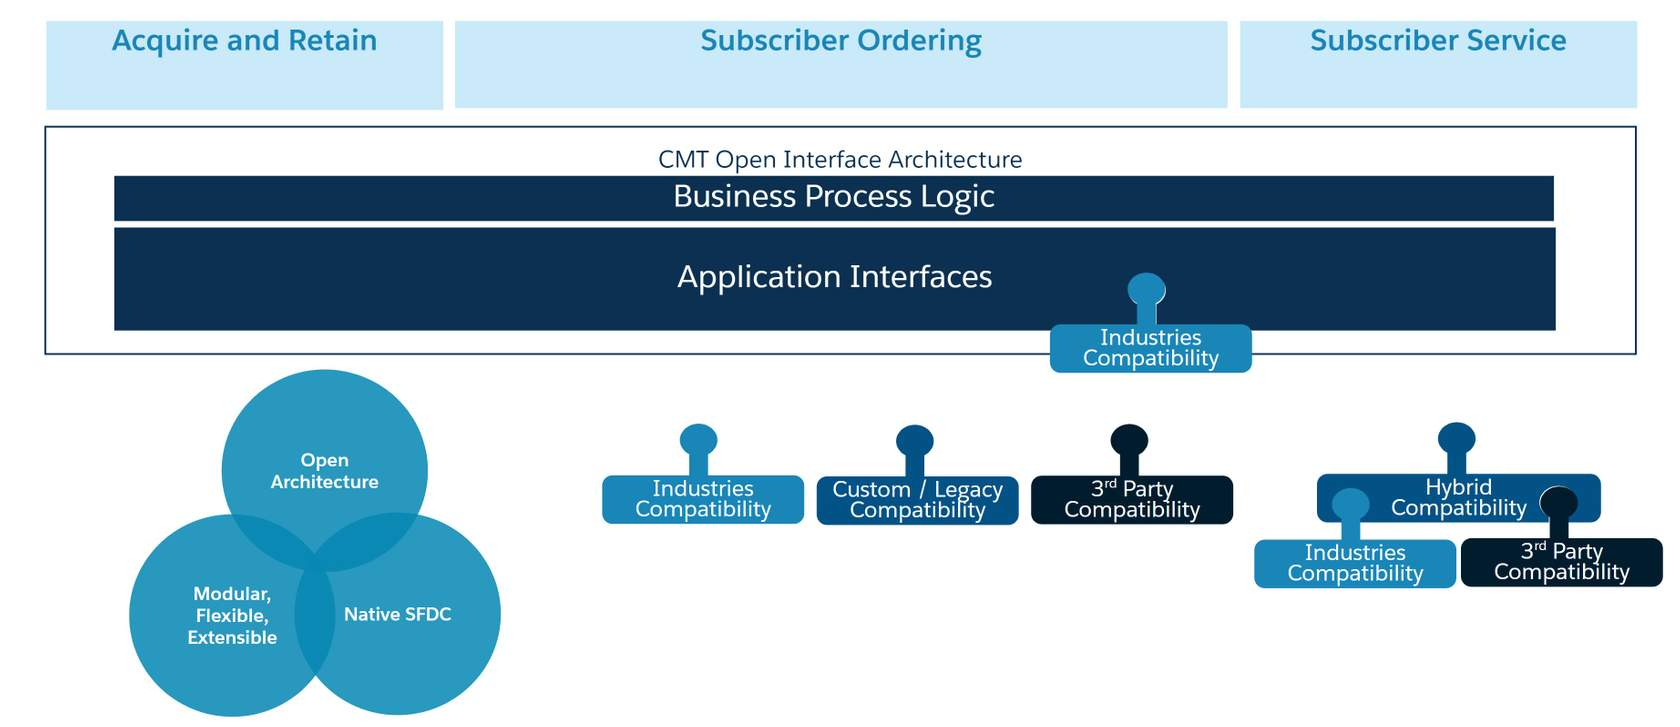 Acquire and Retain
Subscriber Ordering
Subscriber Service
CMT Open Interface Architecture
Business Process Logic
Application Interfaces
Industries
Compatibility
Open
Architecture
Modular,
Flexible,
Extensible
Native SFDC
Industries
Compatibility
Custom / Legacy
Compatibility
3rd Party
Compatibility
Hybrid
Compatibility
Industries
Compatibility
3rd Party
Compatibility